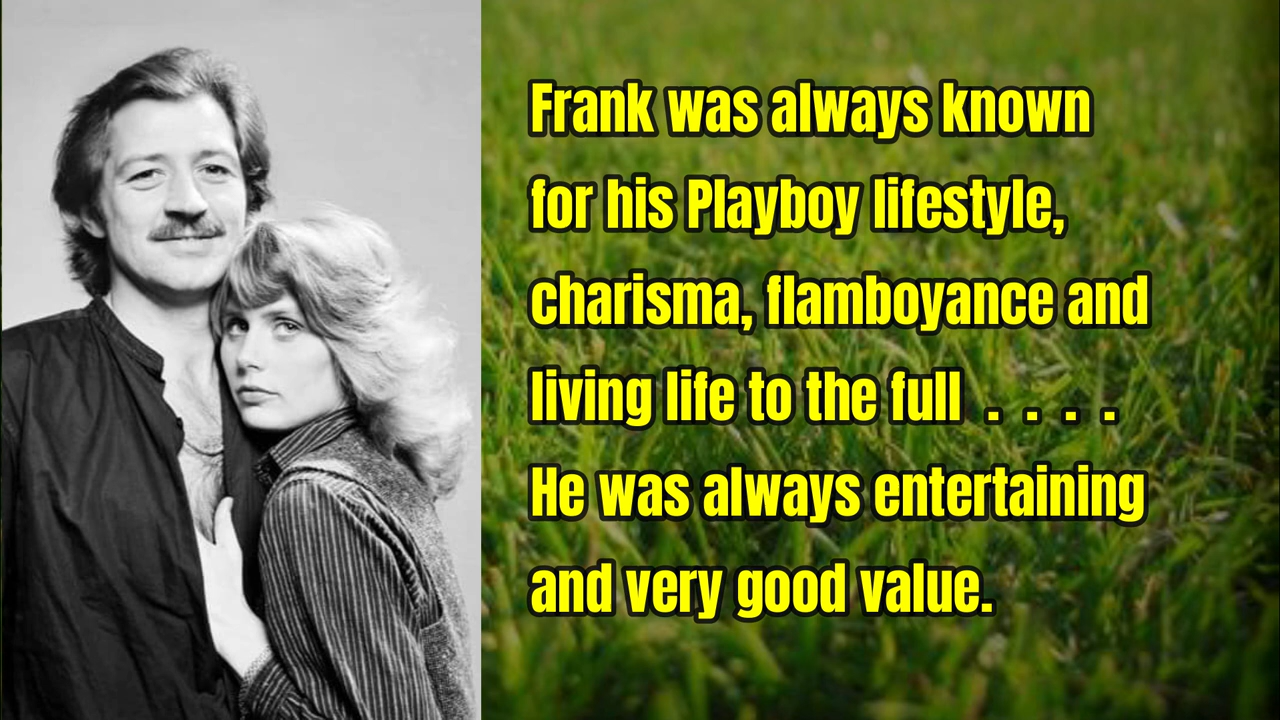 Frank was always known
for his Playboy lifestyle,
charisma, flamboyance and
living life to the full . . . .
He was always entertaining
and very good value.